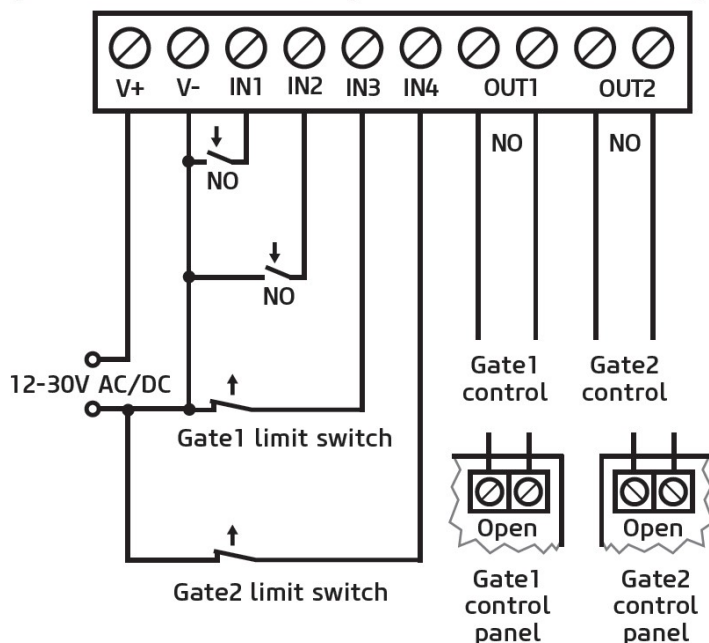 V+ V- IN1 IN2 IN3 IN4 OUT1 OUT2
NO NO
NO
NO
12-30V AC/DC
Gate1 limit switch
Gate2 limit switch
Gate1
control
Gate2
control
Open
Open
Gate1
control
panel
Gate2
control
panel